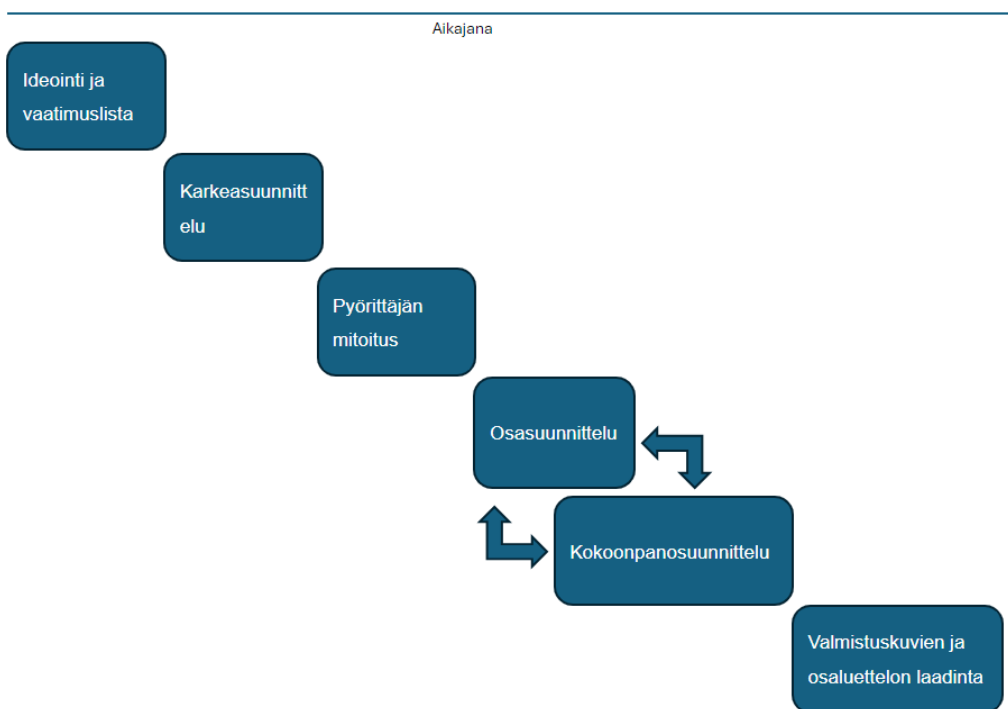 Aikajana
Ideointi ja
vaatimuslista
Karkeasuunnitt
elu
Pyörittäjän
mitoitus
Osasuunnittelu
Kokoonpanosuunnittelu
Valmistuskuvien ja
osaluettelon laadinta